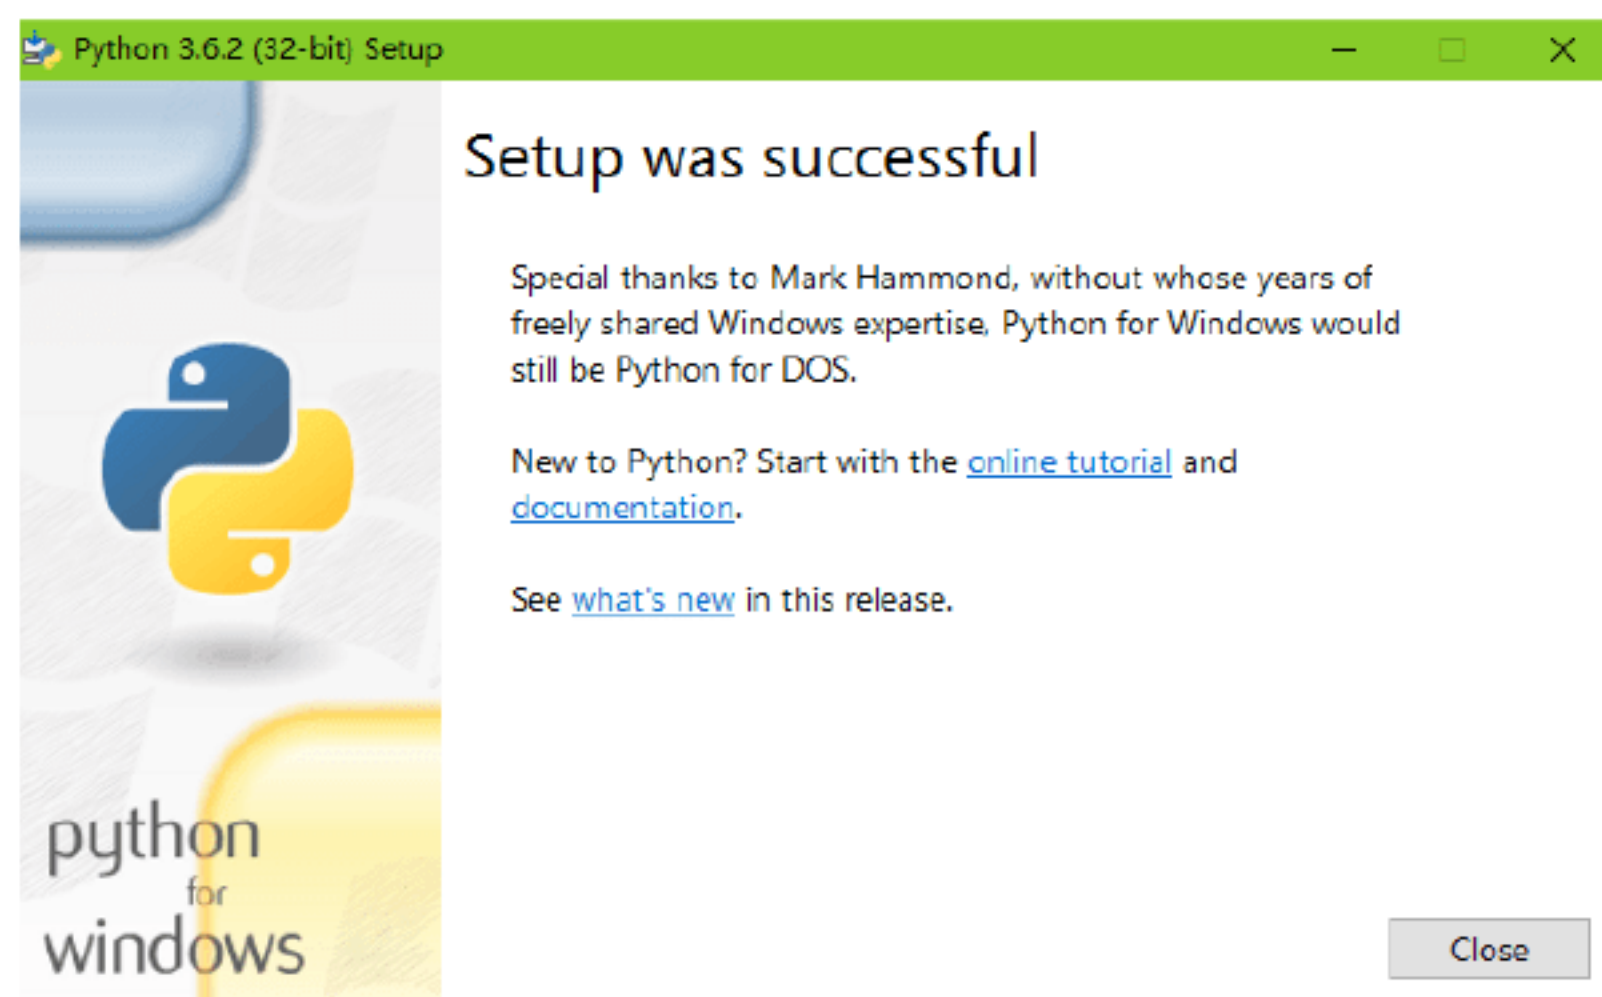 Python 3.6.2 (32-bit) Setup
Setup was successful
Special thanks to Mark Hammond, without whose years of
freely shared Windows expertise, Python for Windows would
still be Python for DOS.
New to Python? Start with the online tutorial and
documentation.
See what's new in this release.
python
for
windows
Close